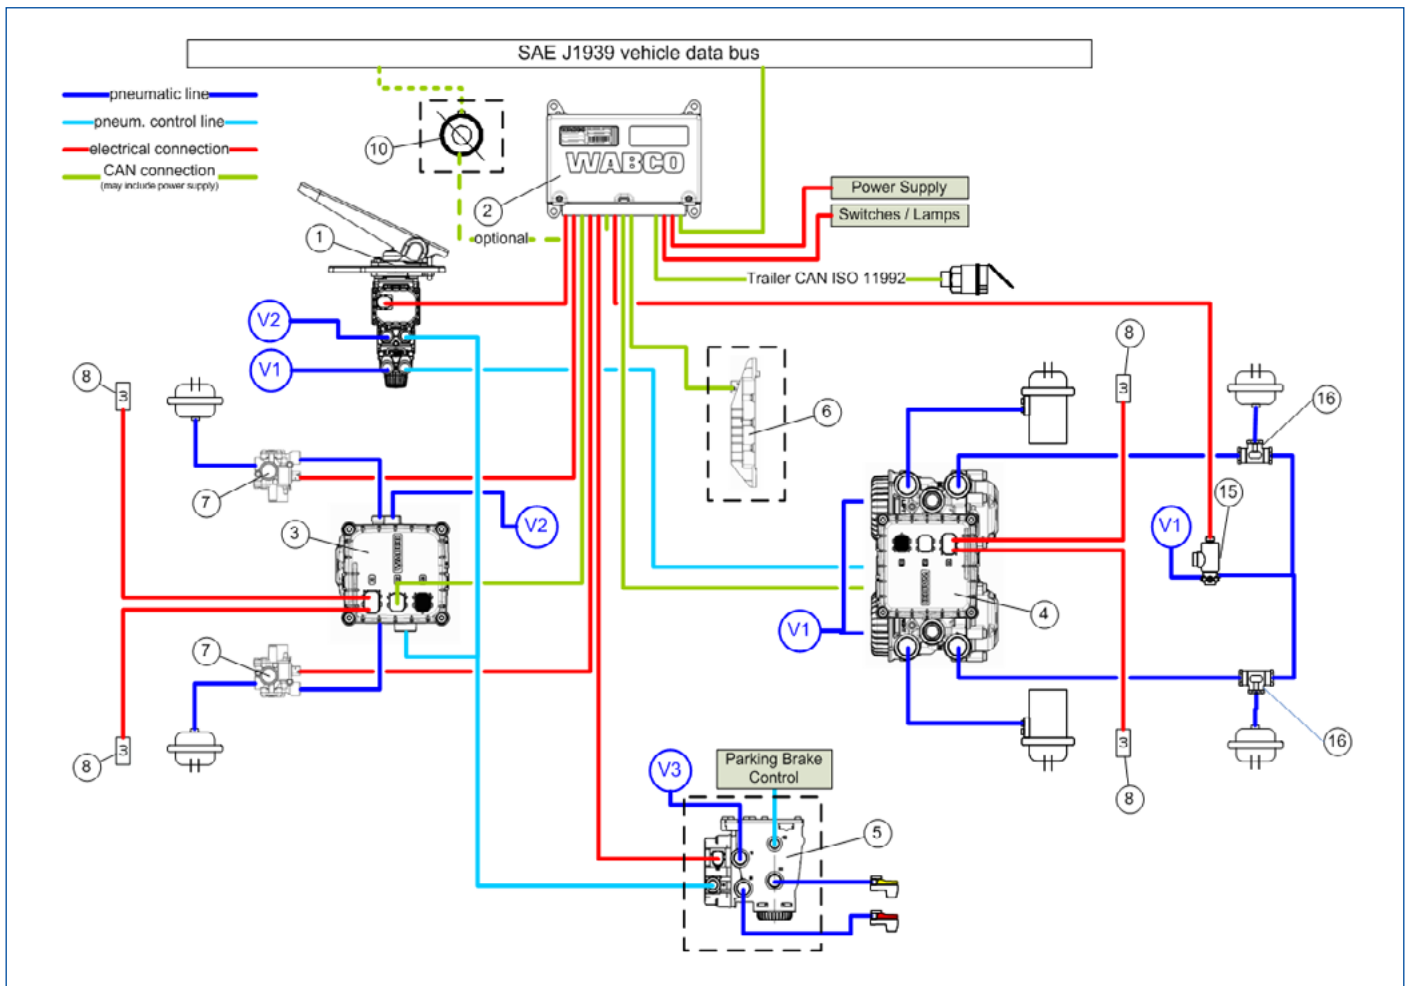 SAE J1939 vehicle data bus
pneumatic line
pneum. control line
electrical connection
CAN connection
(may include power supply)
10
WABCO
2
optional
1
Power Supply
Switches / Lamps
Trailer CAN ISO 11992
V2
V1
8
8
16
6
7
15
V1
3
V2
WABCO
4
V1
7
8
16
8
V3
Parking Brake
Control
5